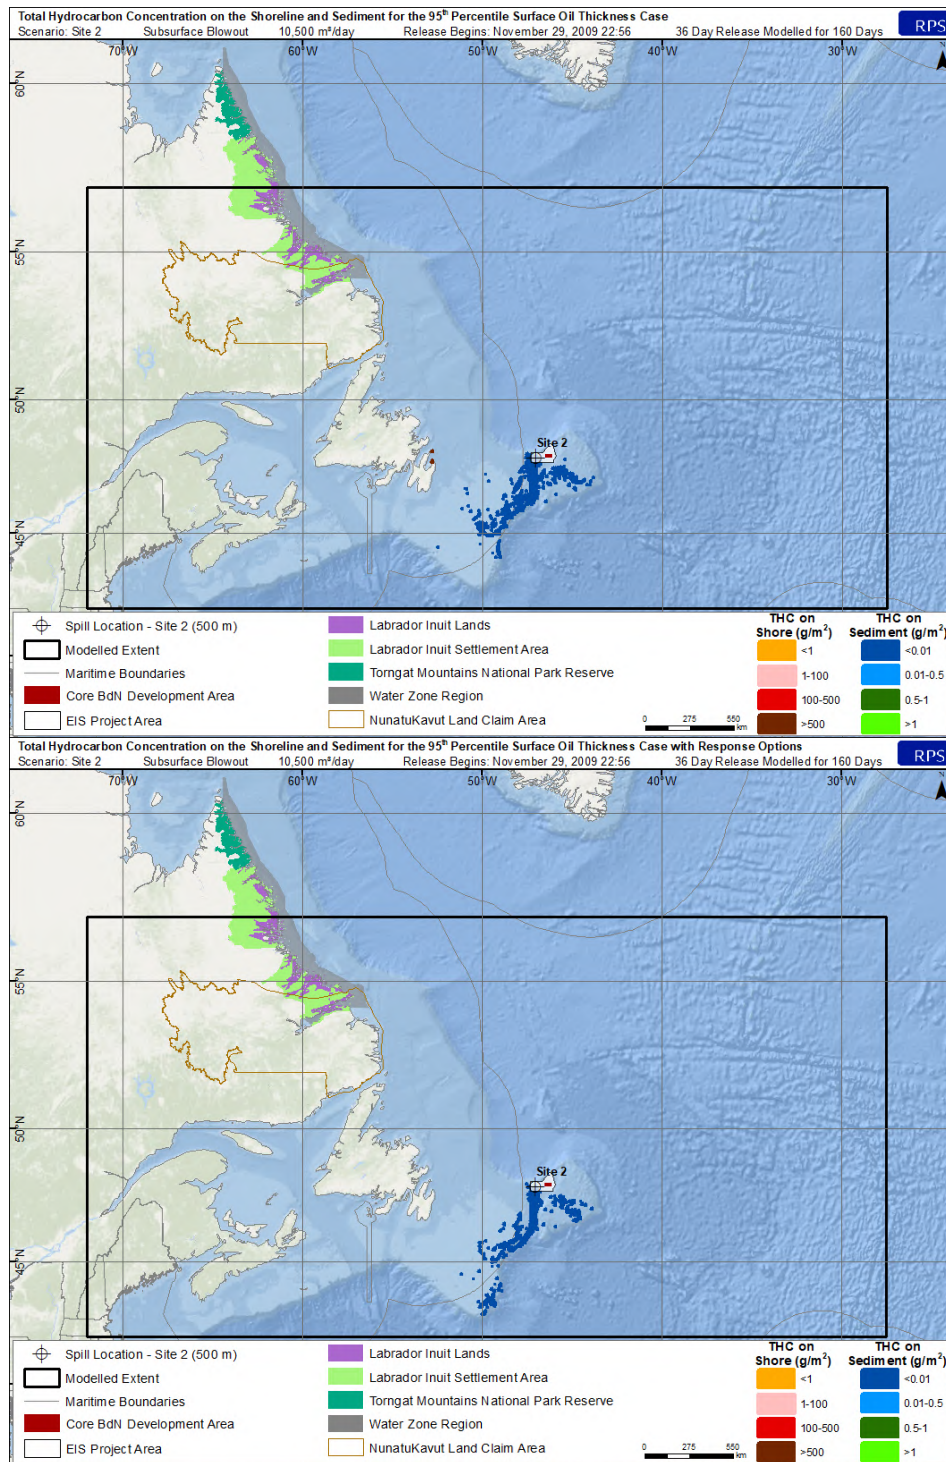 Total Hydrocarbon Concentration on the Shoreline and Sediment for the 95th Percentile Surface Oil Thickness Case
Scenario: Site 2 Subsurface Blowout 10,500 m³/day Release Begins: November 29, 2009 22:56 36 Day Release Modelled for 160 Days
RPS
70°W 60°W 50°W 40°W 30°W
60°N
55°N
50°N
Site 2
45°N
Spill Location - Site 2 (500 m)
Modelled Extent
Maritime Boundaries
Core BdN Development Area
EIS Project Area
Labrador Inuit Lands
Labrador Inuit Settlement Area
Torngat Mountains National Park Reserve
Water Zone Region
NunatuKavut Land Claim Area
0 275 550
km
THC on
Shore (g/m²)
<1
1-100
100-500
>500
THC on
Sediment (g/m²)
<0.01
0.01-0.5
0.5-1
>1
Total Hydrocarbon Concentration on the Shoreline and Sediment for the 95th Percentile Surface Oil Thickness Case with Response Options
Scenario: Site 2 Subsurface Blowout 10,500 m³/day Release Begins: November 29, 2009 22:56 36 Day Release Modelled for 160 Days
RPS
70°W 60°W 50°W 40°W 30°W
60°N
55°N
50°N
Site 2
45°N
Spill Location - Site 2 (500 m)
Modelled Extent
Maritime Boundaries
Core BdN Development Area
EIS Project Area
Labrador Inuit Lands
Labrador Inuit Settlement Area
Torngat Mountains National Park Reserve
Water Zone Region
NunatuKavut Land Claim Area
0 275 550
km
THC on
Shore (g/m²)
<1
1-100
100-500
>500
THC on
Sediment (g/m²)
<0.01
0.01-0.5
0.5-1
>1